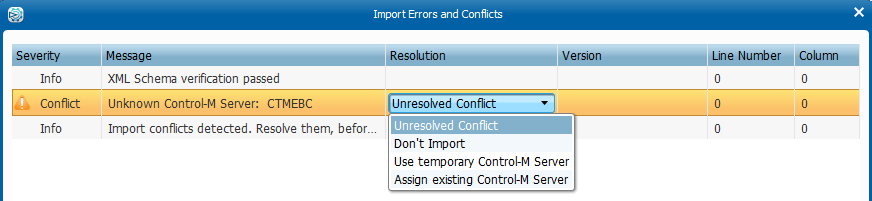 Import Errors and Conflicts
Severity Message Resolution Version Line Number Column
Info XML Schema verification passed 0 0
Conflict Unknown Control-M Server: CTMEBC Unresolved Conflict 0 0
Info Import conflicts detected. Resolve them, befor... 0 0
Unresolved Conflict
Don't Import
Use temporary Control-M Server
Assign existing Control-M Server